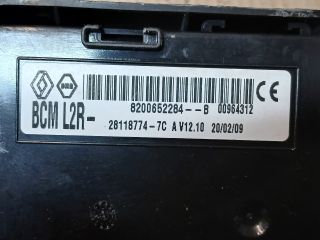 8200652284--B 00964312
BCM L2R-
28118774-7C A V12.10 20/02/09
CE